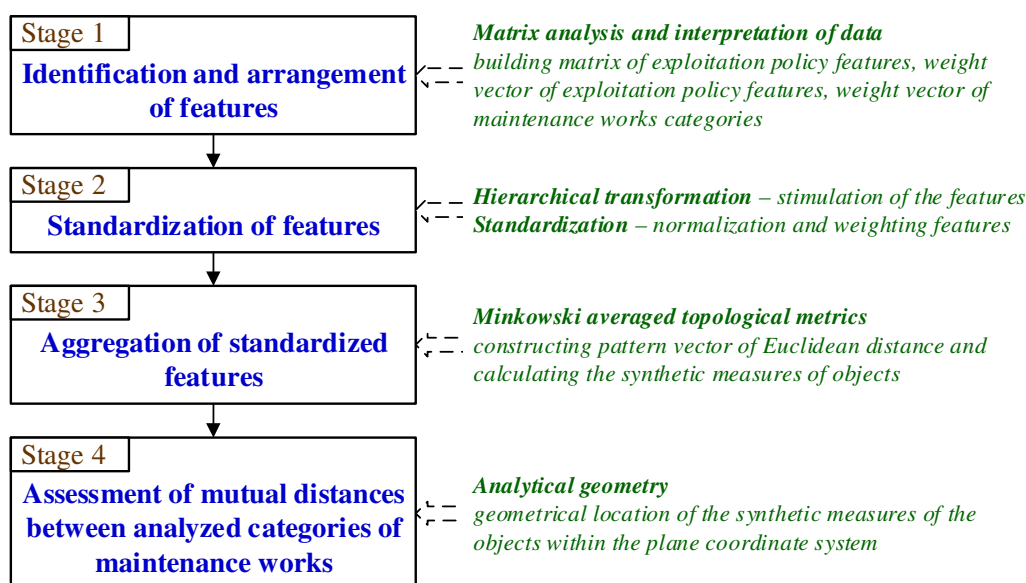 Stage 1
Identification and arrangement
of features
Matrix analysis and interpretation of data
building matrix of exploitation policy features, weight
vector of exploitation policy features, weight vector of
maintenance works categories
Stage 2
Standardization of features
Hierarchical transformation – stimulation of the features
Standardization – normalization and weighting features
Stage 3
Aggregation of standardized
features
Minkowski averaged topological metrics
constructing pattern vector of Euclidean distance and
calculating the synthetic measures of objects
Stage 4
Assessment of mutual distances
between analyzed categories of
maintenance works
Analytical geometry
geometrical location of the synthetic measures of the
objects within the plane coordinate system